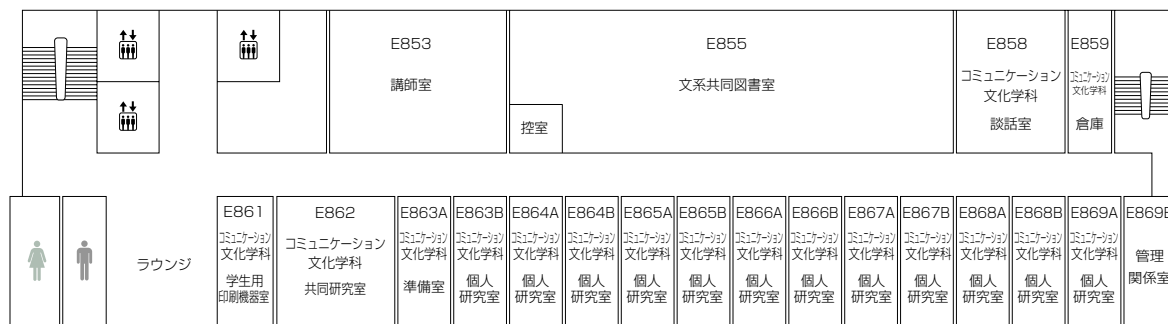 E853
講師室
E855
文系共同図書室
控室
E858
コミュニケーション
文化学科
談話室
E859
コミュニケーション
文化学科
倉庫
ラウンジ
E861
コミュニケーション
文化学科
学生用
印刷機器室
E862
コミュニケーション
文化学科
共同研究室
E863A
コミュニケーション
文化学科
準備室
E863B
コミュニケーション
文化学科
個人
研究室
E864A
コミュニケーション
文化学科
個人
研究室
E864B
コミュニケーション
文化学科
個人
研究室
E865A
コミュニケーション
文化学科
個人
研究室
E865B
コミュニケーション
文化学科
個人
研究室
E866A
コミュニケーション
文化学科
個人
研究室
E866B
コミュニケーション
文化学科
個人
研究室
E867A
コミュニケーション
文化学科
個人
研究室
E867B
コミュニケーション
文化学科
個人
研究室
E868A
コミュニケーション
文化学科
個人
研究室
E868B
コミュニケーション
文化学科
個人
研究室
E869A
コミュニケーション
文化学科
個人
研究室
E869B
管理
関係室